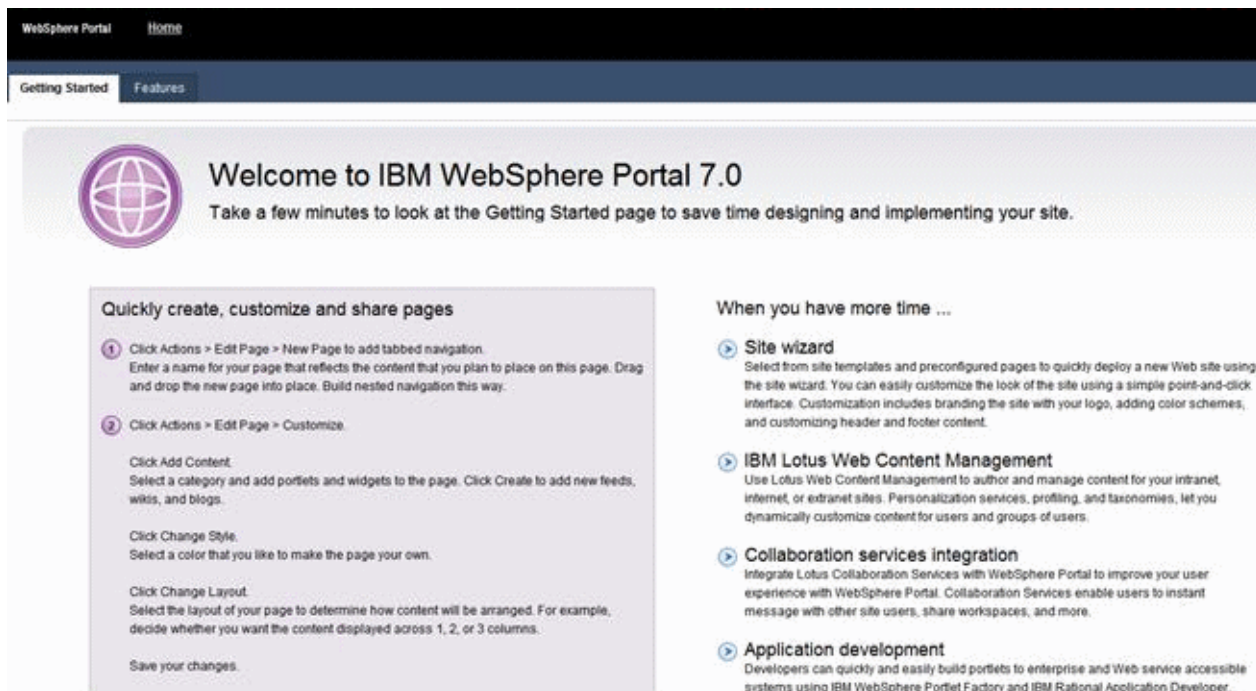 WebSphere Portal Home
Getting Started Features
Welcome to IBM WebSphere Portal 7.0
Take a few minutes to look at the Getting Started page to save time designing and implementing your site.
Quickly create, customize and share pages
1 Click Actions > Edit Page > New Page to add tabbed navigation.
Enter a name for your page that reflects the content that you plan to place on this page. Drag
and drop the new page into place. Build nested navigation this way.
2 Click Actions > Edit Page > Customize.
Click Add Content.
Select a category and add portlets and widgets to the page. Click Create to add new feeds,
wikis, and blogs.
Click Change Style.
Select a color that you like to make the page your own.
Click Change Layout.
Select the layout of your page to determine how content will be arranged. For example,
decide whether you want the content displayed across 1, 2, or 3 columns.
Save your changes.
When you have more time ...
Site wizard
Select from site templates and preconfigured pages to quickly deploy a new Web site using
the site wizard. You can easily customize the look of the site using a simple point-and-click
interface. Customization includes branding the site with your logo, adding color schemes,
and customizing header and footer content.
IBM Lotus Web Content Management
Use Lotus Web Content Management to author and manage content for your intranet,
internet, or extranet sites. Personalization services, profiling, and taxonomies, let you
dynamically customize content for users and groups of users.
Collaboration services integration
Integrate Lotus Collaboration Services with WebSphere Portal to improve your user
experience with WebSphere Portal. Collaboration Services enable users to instant
message with other site users, share workspaces, and more.
Application development
Developers can quickly and easily build portlets to enterprise and Web service accessible
systems using IBM WebSphere Portlet Factory and IBM Rational Application Developer.